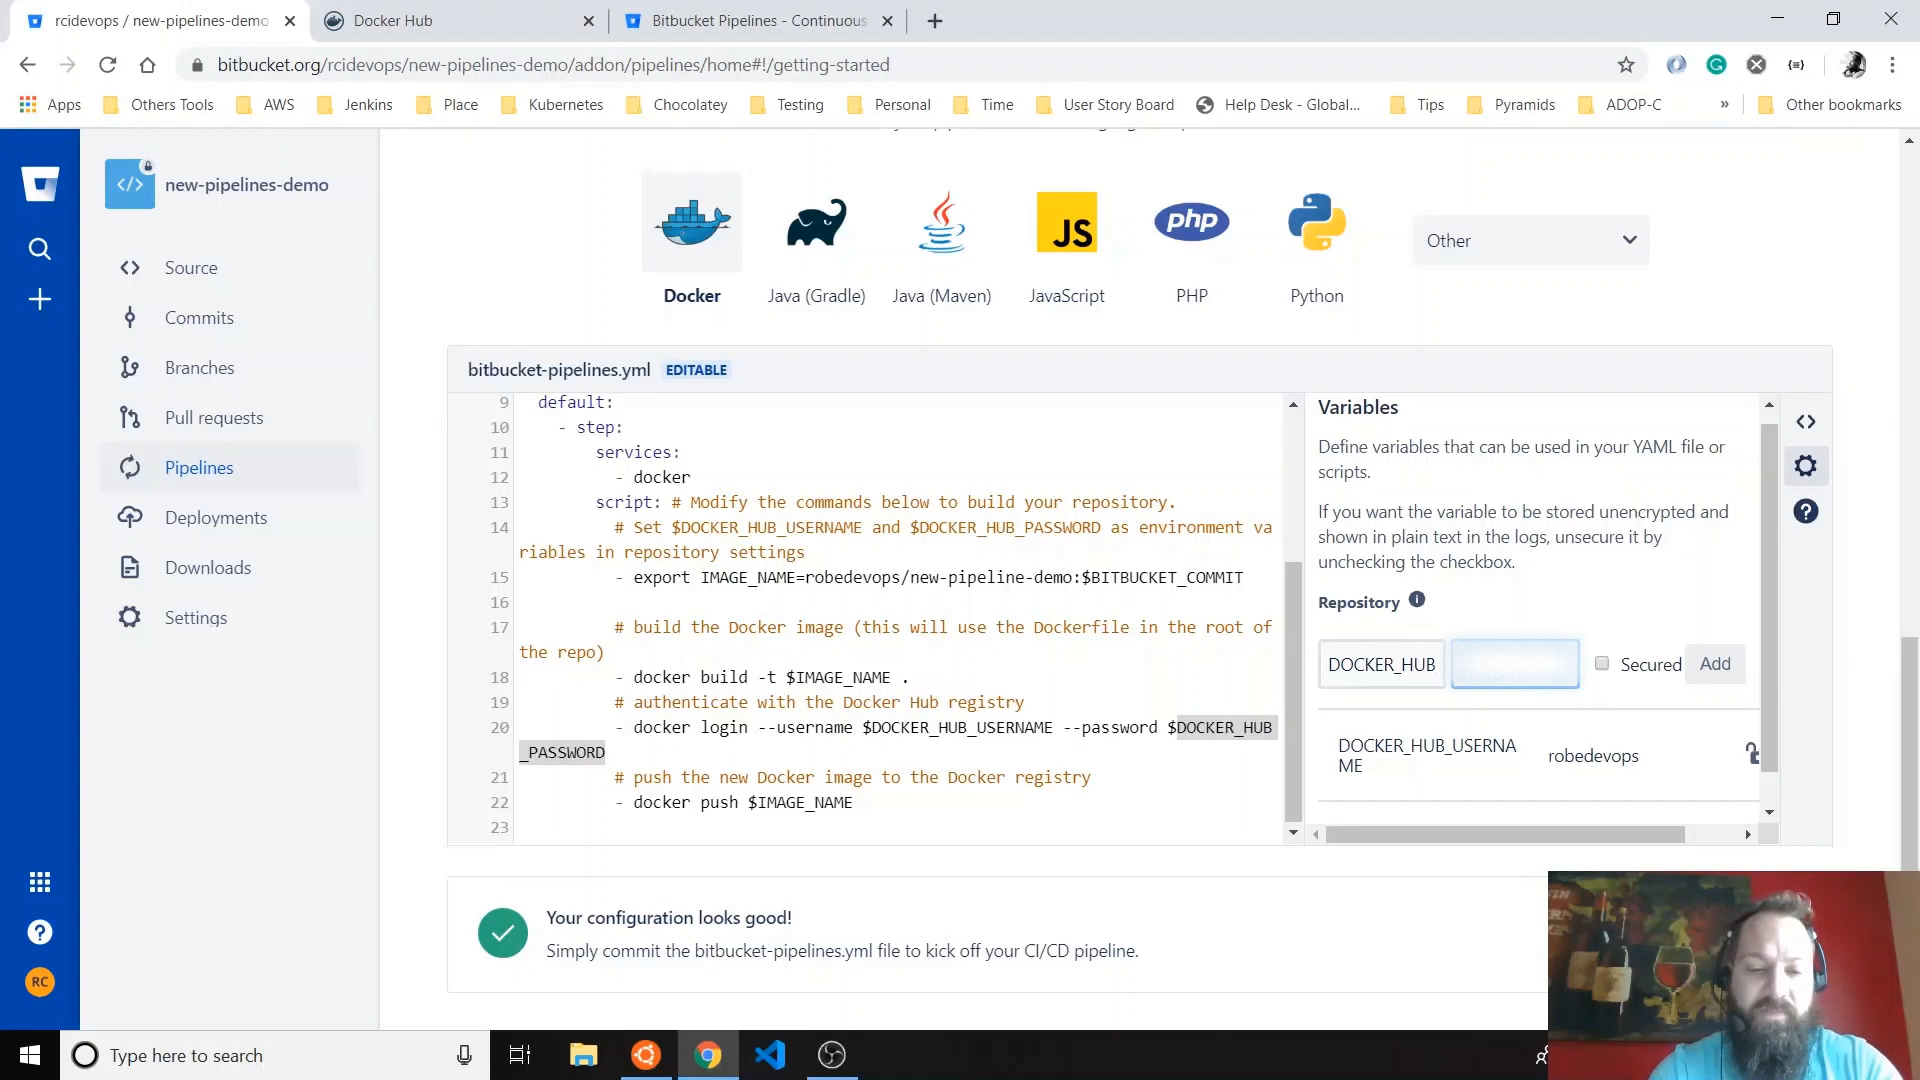 rcidevops / new-pipelines-demo
Docker Hub
Bitbucket Pipelines - Continuous
bitbucket.org/rcidevops/new-pipelines-demo/addon/pipelines/home#!/getting-started
Apps
Others Tools
AWS
Jenkins
Place
Kubernetes
Chocolatey
Testing
Personal
Time
User Story Board
Help Desk - Global...
Tips
Pyramids
ADOP-C
»
Other bookmarks
new-pipelines-demo
Source
Commits
Branches
Pull requests
Pipelines
Deployments
Downloads
Settings
RC
JS
php
Docker
Java (Gradle)
Java (Maven)
JavaScript
PHP
Python
Other
bitbucket-pipelines.yml EDITABLE
9 default:
10 - step:
11 services:
12 - docker
13 script: # Modify the commands below to build your repository.
14 # Set $DOCKER_HUB_USERNAME and $DOCKER_HUB_PASSWORD as environment va
riables in repository settings
15 - export IMAGE_NAME=robedevops/new-pipeline-demo:$BITBUCKET_COMMIT
16
17 # build the Docker image (this will use the Dockerfile in the root of
the repo)
18 - docker build -t $IMAGE_NAME .
19 # authenticate with the Docker Hub registry
20 - docker login --username $DOCKER_HUB_USERNAME --password $DOCKER_HUB
_PASSWORD
21 # push the new Docker image to the Docker registry
22 - docker push $IMAGE_NAME
23
Variables
Define variables that can be used in your YAML file or
scripts.
If you want the variable to be stored unencrypted and
shown in plain text in the logs, unsecure it by
unchecking the checkbox.
Repository
DOCKER_HUB
Secured
Add
DOCKER_HUB_USERNA
ME
robedevops
Your configuration looks good!
Simply commit the bitbucket-pipelines.yml file to kick off your CI/CD pipeline.
Type here to search